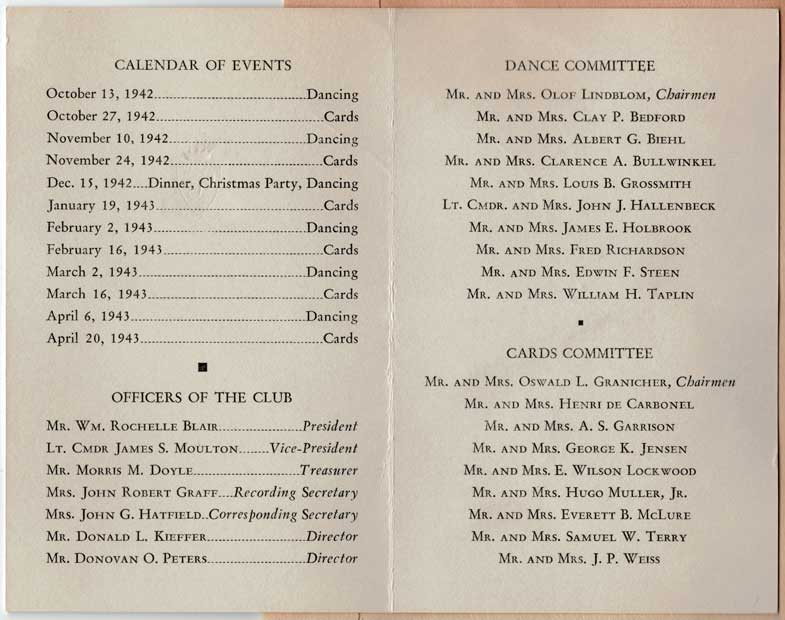 CALENDAR OF EVENTS
October 13, 1942........Dancing
October 27, 1942........Cards
November 10, 1942........Dancing
November 24, 1942........Cards
Dec. 15, 1942....Dinner, Christmas Party, Dancing
January 19, 1943........Cards
February 2, 1943........Dancing
February 16, 1943........Cards
March 2, 1943........Dancing
March 16, 1943........Cards
April 6, 1943........Dancing
April 20, 1943........Cards
OFFICERS OF THE CLUB
Mr. Wm. Rochelle Blair........President
Lt. Cmdr James S. Moulton.......Vice-President
Mr. Morris M. Doyle........Treasurer
Mrs. John Robert Graff....Recording Secretary
Mrs. John G. Hatfield..Corresponding Secretary
Mr. Donald L. Kieffer........Director
Mr. Donovan O. Peters........Director
DANCE COMMITTEE
Mr. and Mrs. Olof Lindblom, Chairmen
Mr. and Mrs. Clay P. Bedford
Mr. and Mrs. Albert G. Biehl
Mr. and Mrs. Clarence A. Bullwinkel
Mr. and Mrs. Louis B. Grossmith
Lt. Cmdr. and Mrs. John J. Hallenbeck
Mr. and Mrs. James E. Holbrook
Mr. and Mrs. Fred Richardson
Mr. and Mrs. Edwin F. Steen
Mr. and Mrs. William H. Taplin
CARDS COMMITTEE
Mr. and Mrs. Oswald L. Granicher, Chairmen
Mr. and Mrs. Henri de Carbonel
Mr. and Mrs. A. S. Garrison
Mr. and Mrs. George K. Jensen
Mr. and Mrs. E. Wilson Lockwood
Mr. and Mrs. Hugo Muller, Jr.
Mr. and Mrs. Everett B. McLure
Mr. and Mrs. Samuel W. Terry
Mr. and Mrs. J. P. Weiss